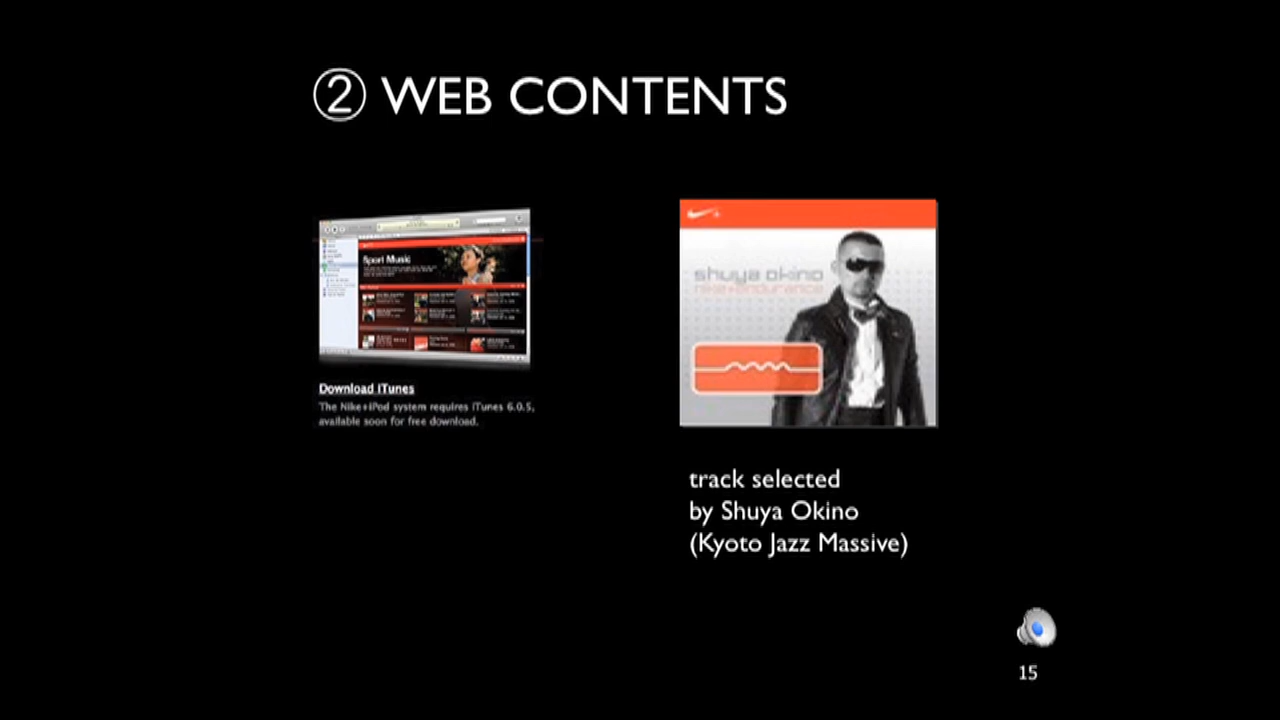 ② WEB CONTENTS
Sport Music
Download iTunes
The Nike+iPod system requires iTunes 6.0.5,
available soon for free download.
shuya okino
nike+endurance
track selected
by Shuya Okino
(Kyoto Jazz Massive)
15